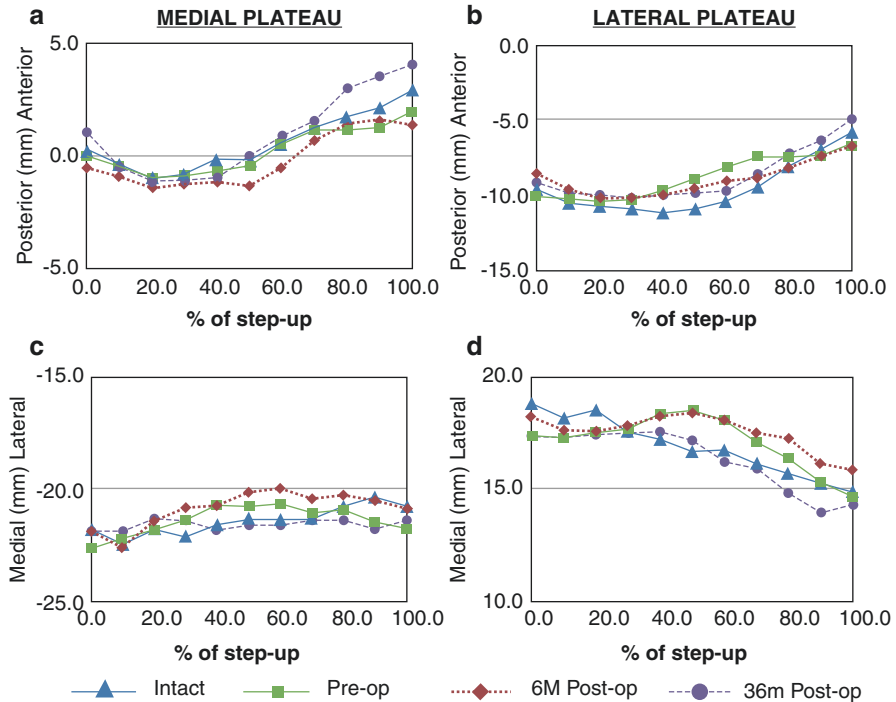 a
MEDIAL PLATEAU
b
LATERAL PLATEAU
Posterior (mm) Anterior
5.0
0.0
-5.0
0.0 20.0 40.0 60.0 80.0 100.0
% of step-up
Posterior (mm) Anterior
0.0
-5.0
-10.0
-15.0
0.0 20.0 40.0 60.0 80.0 100.0
% of step-up
c
Medial (mm) Lateral
-15.0
-20.0
-25.0
0.0 20.0 40.0 60.0 80.0 100.0
% of step-up
d
Medial (mm) Lateral
20.0
15.0
10.0
0.0 20.0 40.0 60.0 80.0 100.0
% of step-up
Intact Pre-op 6M Post-op 36m Post-op